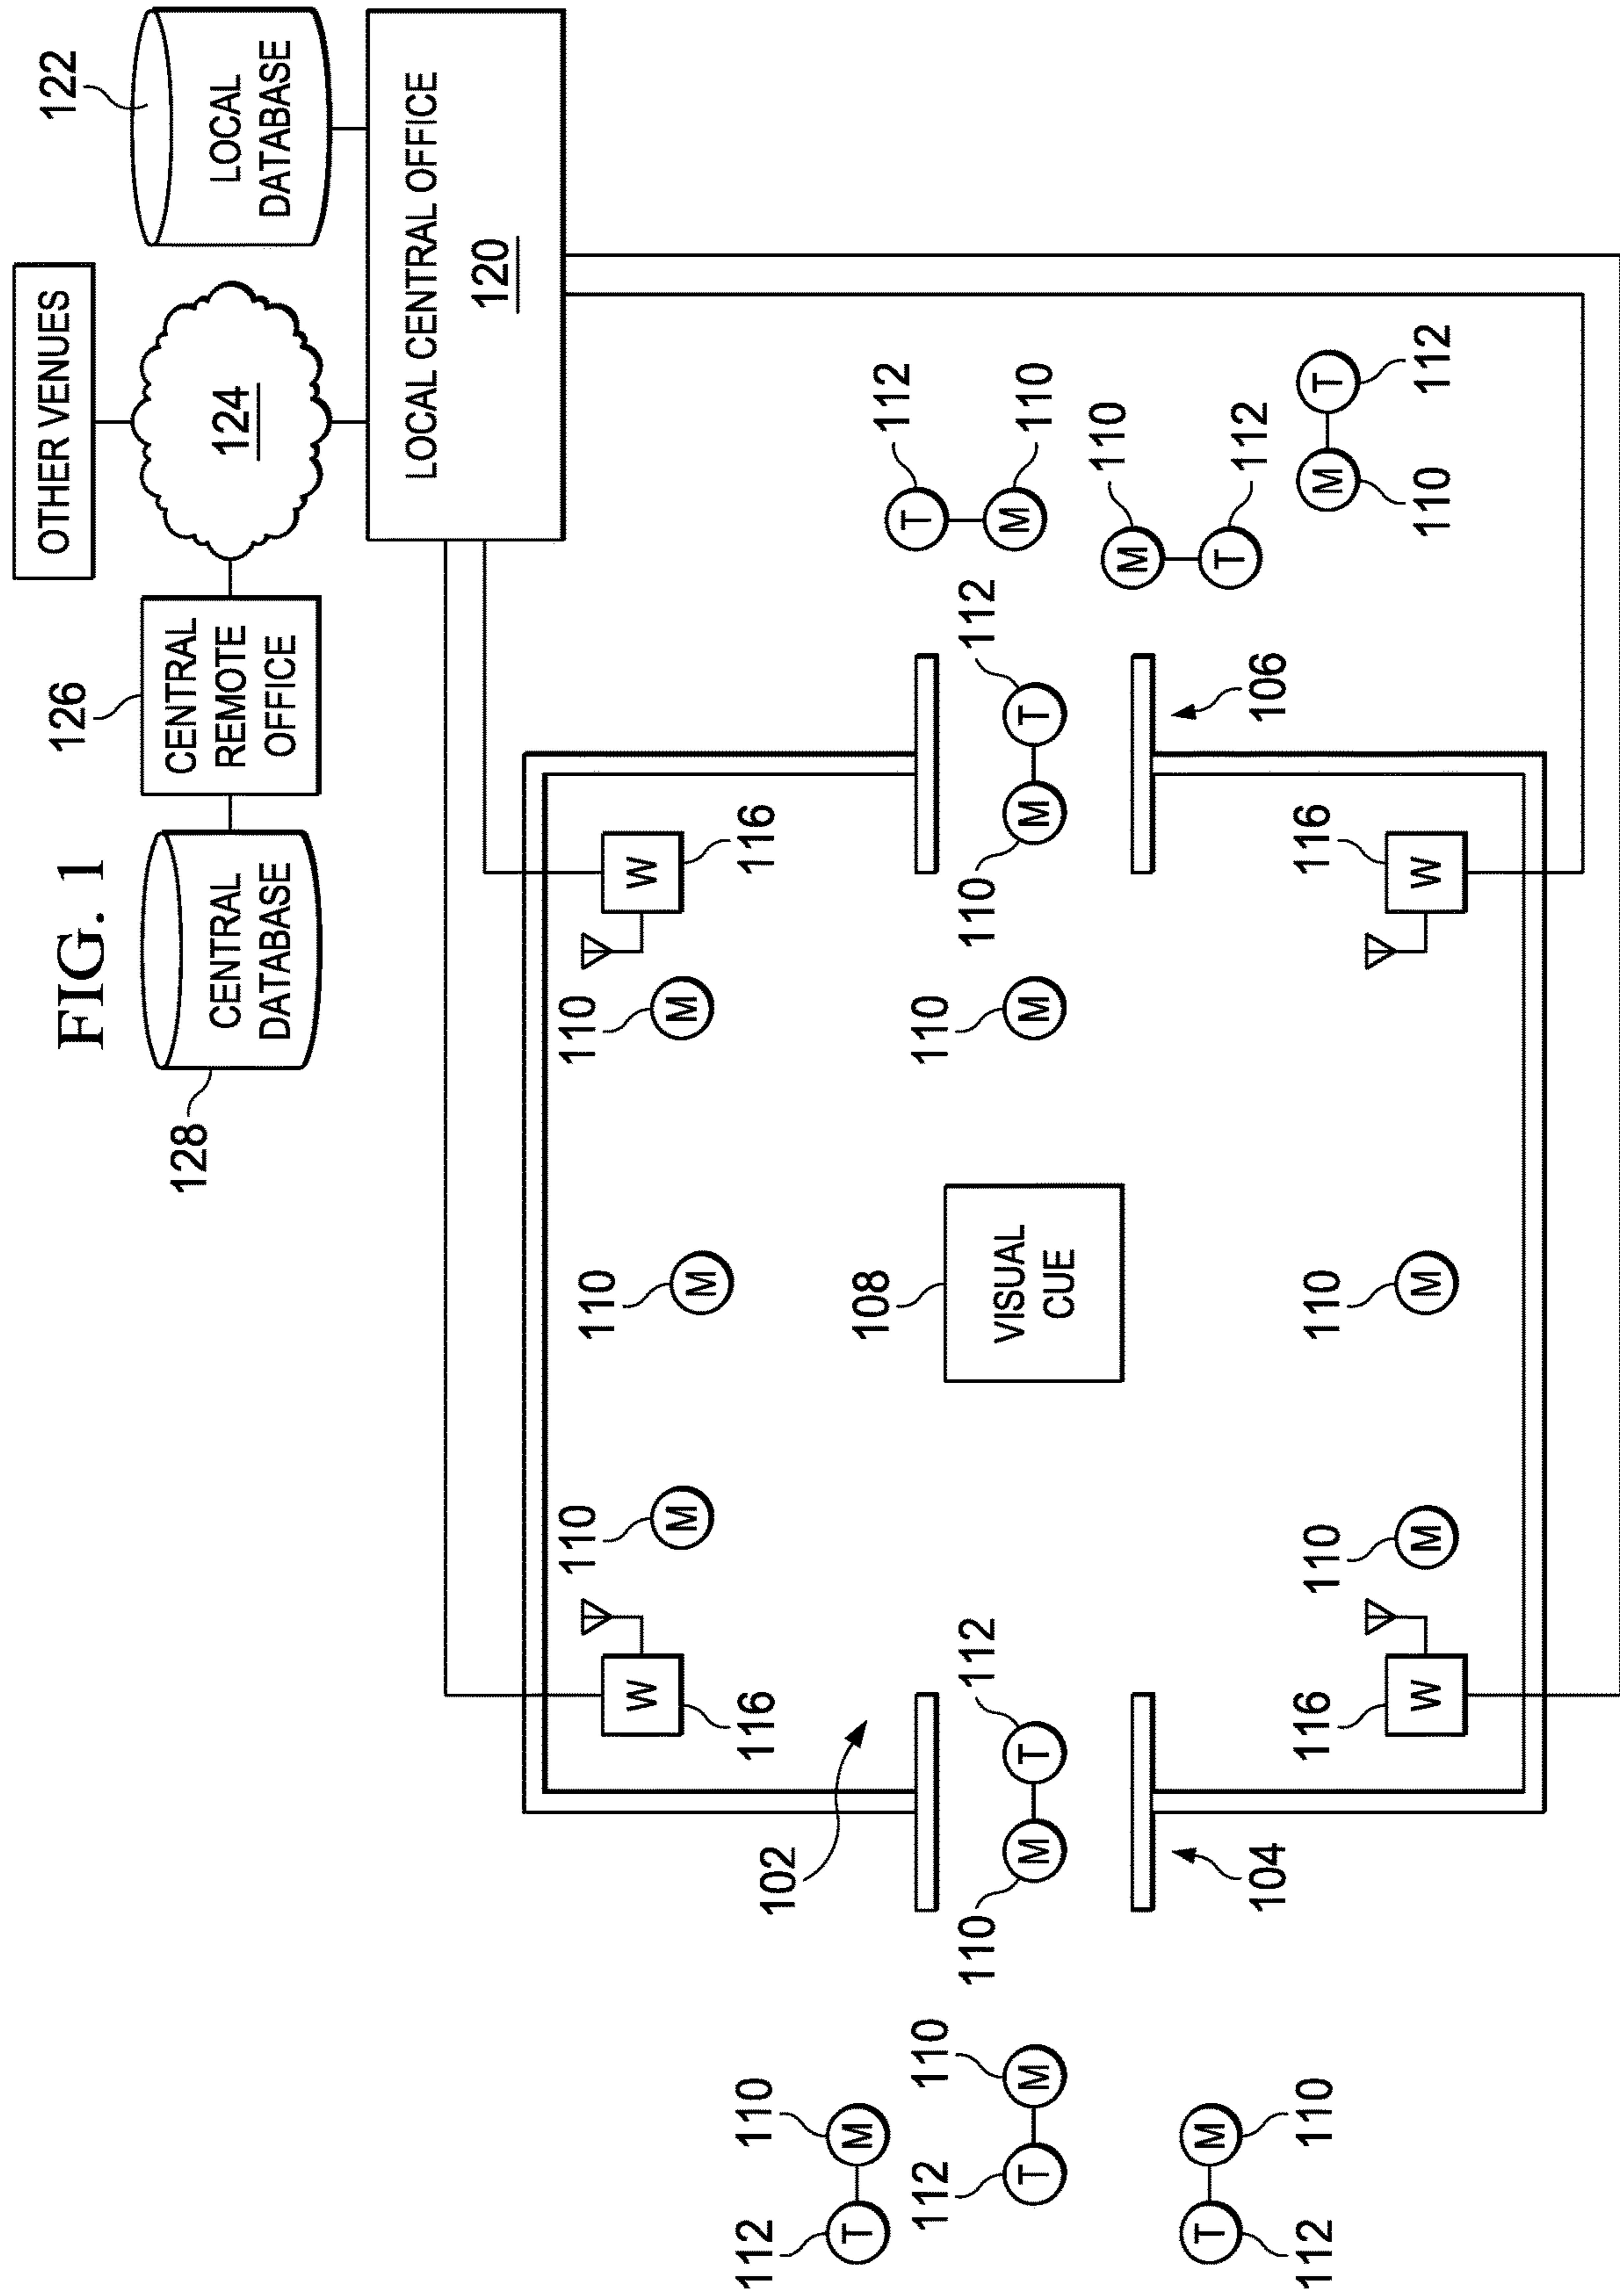 FIG. 1
OTHER VENUES
128
126
122
CENTRAL
DATABASE
CENTRAL
REMOTE
OFFICE
124
LOCAL
DATABASE
LOCAL CENTRAL OFFICE
120
110
110
110
W
M
M
M
W
116
116
112
110
102
T
M
108
112
112
110
110
T
110
112
110
112
VISUAL
CUE
T
M
M
T
M
M
T
M
110
110
M
T
M
T
112
104
106
112
110
116
110
110
116
M
T
W
M
M
W
110
112